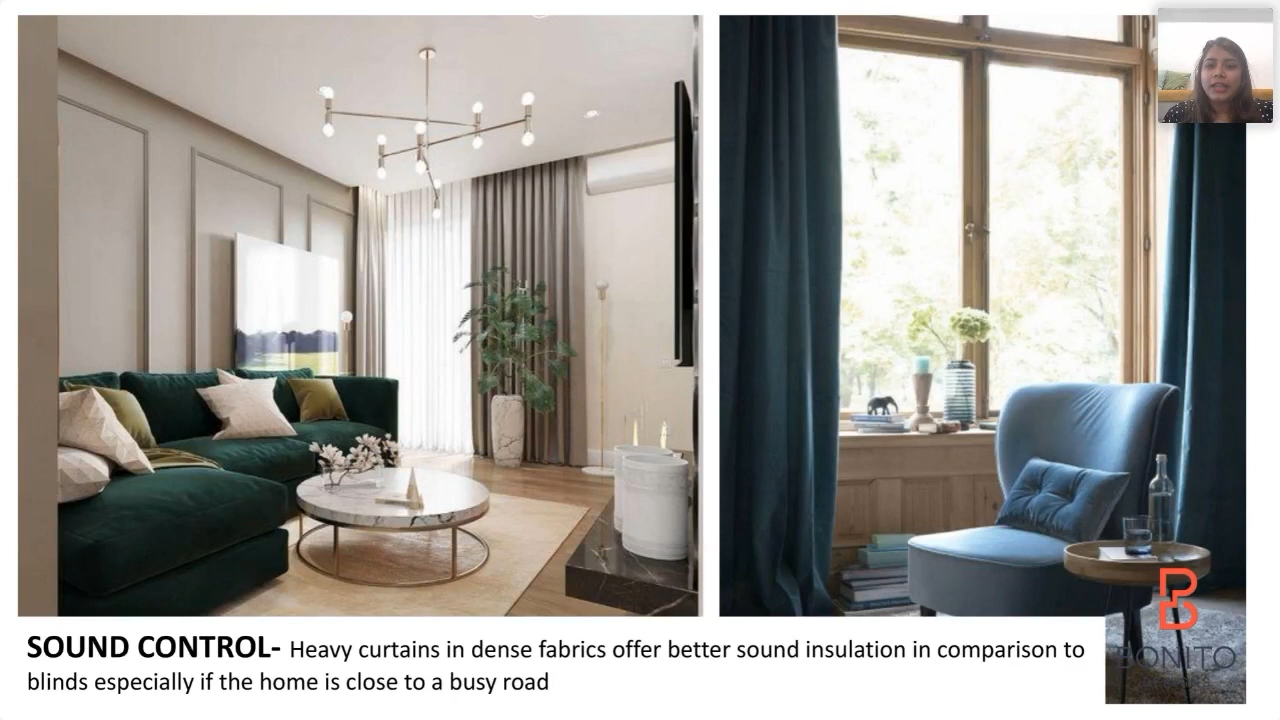 SOUND CONTROL- Heavy curtains in dense fabrics offer better sound insulation in comparison to
blinds especially if the home is close to a busy road
BONITO